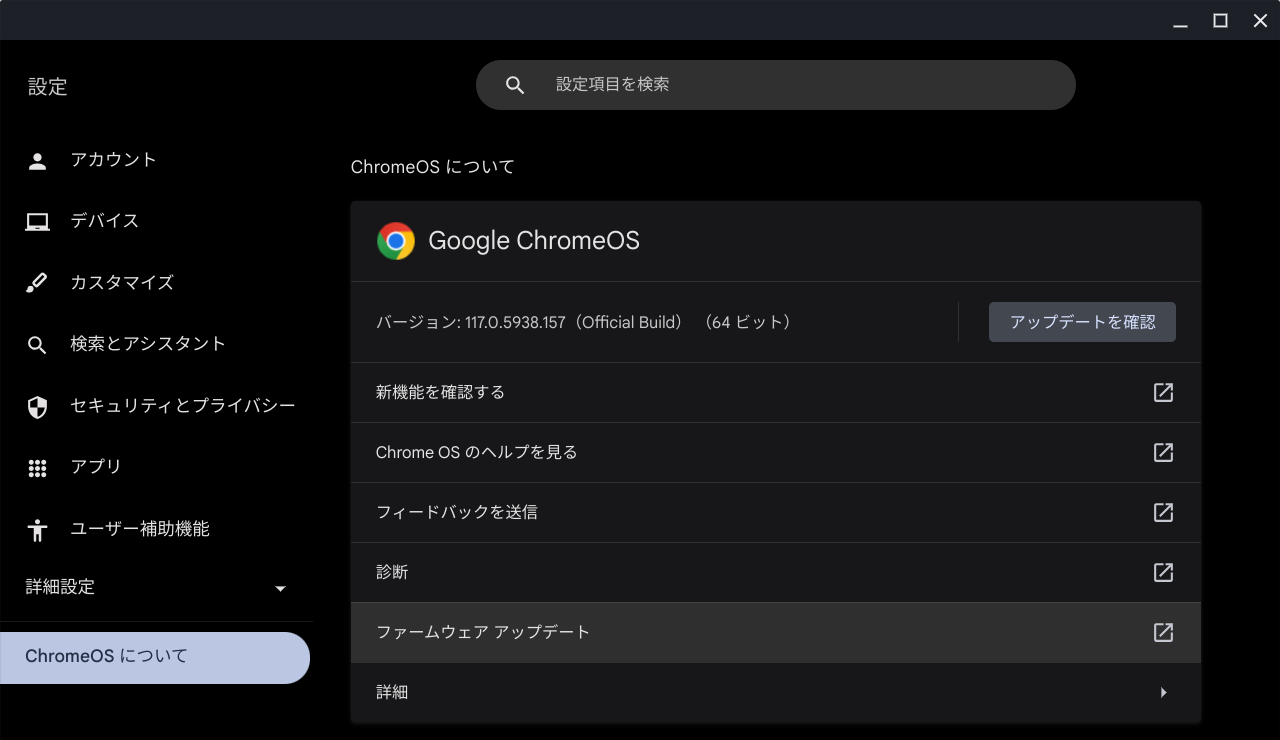 設定
設定項目を検索
アカウント
デバイス
カスタマイズ
検索とアシスタント
セキュリティとプライバシー
アプリ
ユーザー補助機能
詳細設定
ChromeOS について
ChromeOS について
Google ChromeOS
バージョン: 117.0.5938.157（Official Build） （64 ビット）
アップデートを確認
新機能を確認する
Chrome OS のヘルプを見る
フィードバックを送信
診断
ファームウェア アップデート
詳細